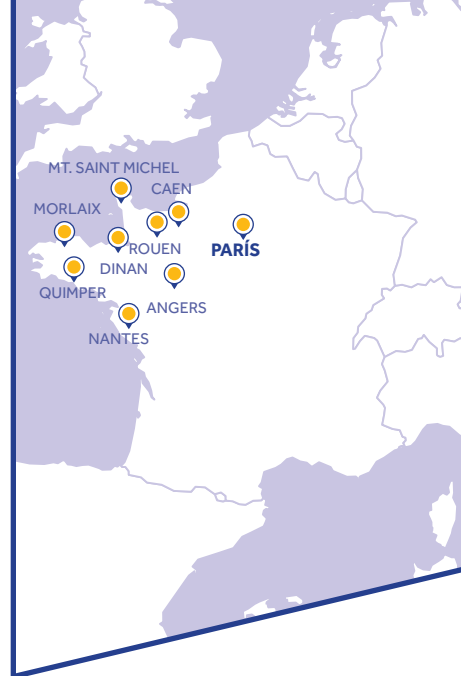 MT. SAINT MICHEL
CAEN
MORLAIX
ROUEN
PARÍS
DINAN
QUIMPER
ANGERS
NANTES